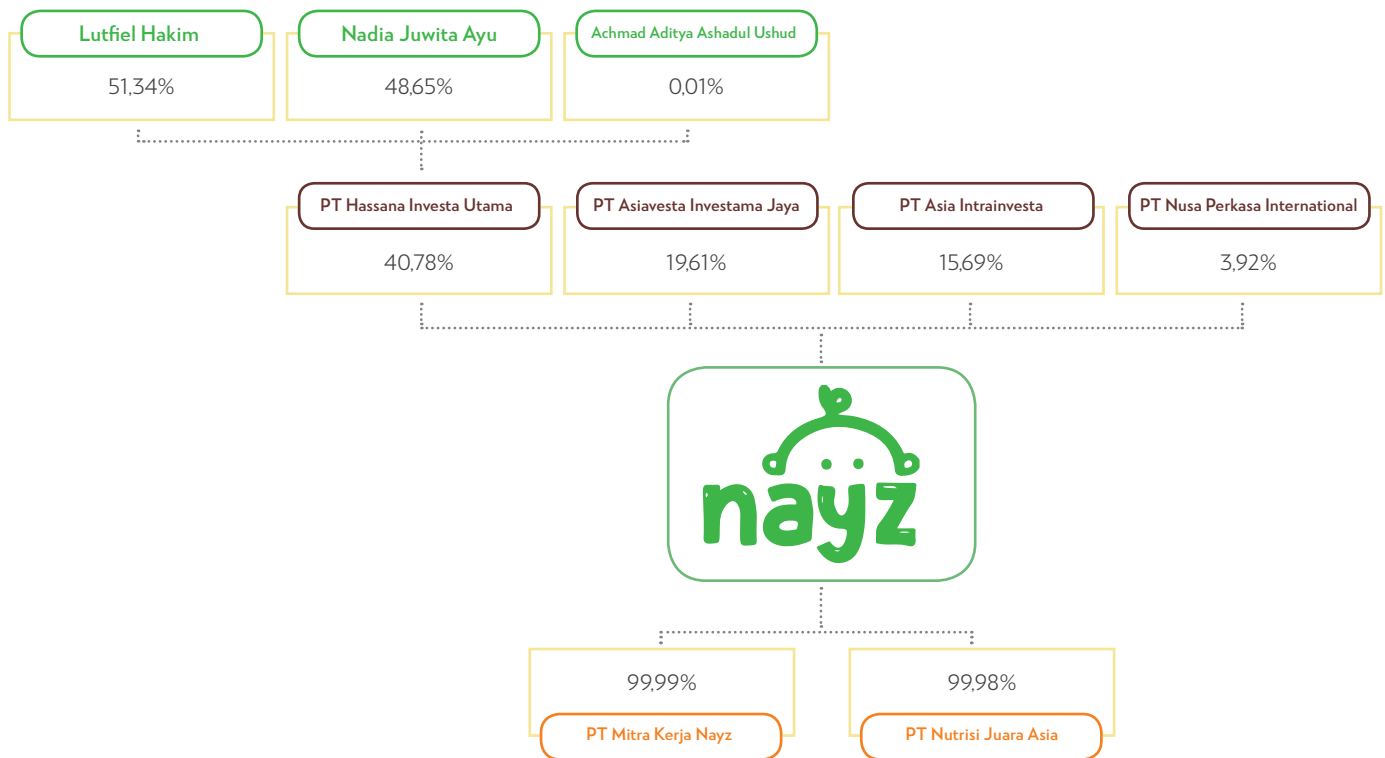 Lutfiel Hakim
Nadia Juwita Ayu
Achmad Aditya Ashadul Ushud
51,34%
48,65%
0,01%
PT Hassana Investa Utama
PT Asiavesta Investama Jaya
PT Asia Intrainvesta
PT Nusa Perkasa International
40,78%
19,61%
15,69%
3,92%
nayz
99,99%
99,98%
PT Mitra Kerja Nayz
PT Nutrisi Juara Asia